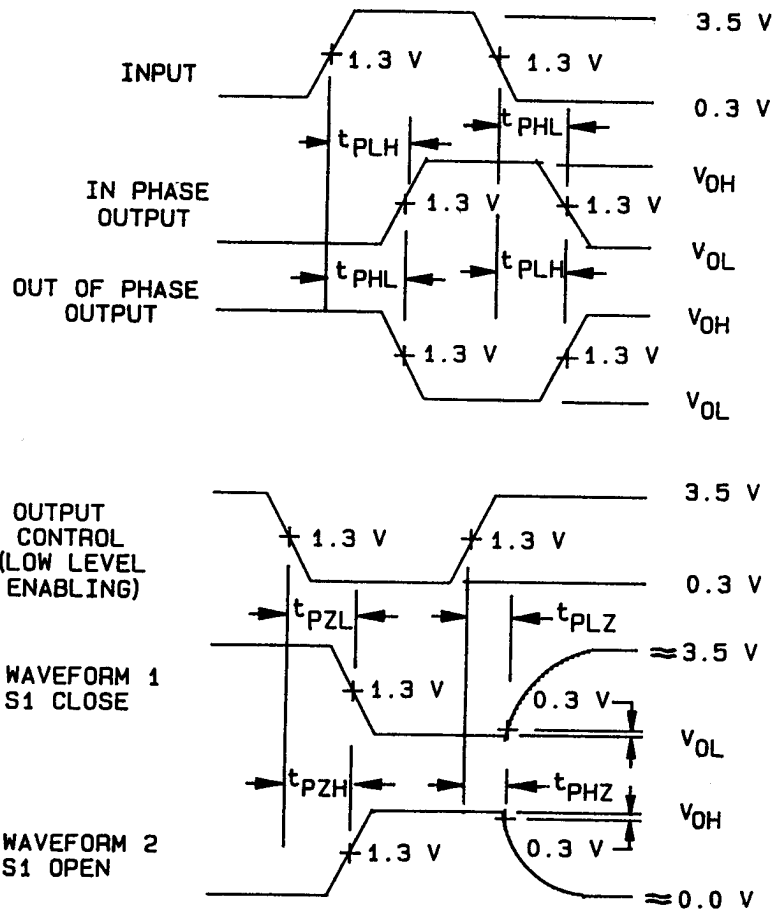 3.5 V
INPUT
1.3 V
1.3 V
0.3 V
tPLH
tPHL
IN PHASE
OUTPUT
VOH
1.3 V
1.3 V
VOL
tPHL
tPLH
OUT OF PHASE
OUTPUT
VOH
1.3 V
1.3 V
VOL
OUTPUT
CONTROL
(LOW LEVEL
ENABLING)
3.5 V
1.3 V
1.3 V
0.3 V
tPZL
tPLZ
WAVEFORM 1
S1 CLOSE
≈3.5 V
1.3 V
0.3 V
VOL
tPZH
tPHZ
VOH
WAVEFORM 2
S1 OPEN
1.3 V
0.3 V
≈0.0 V